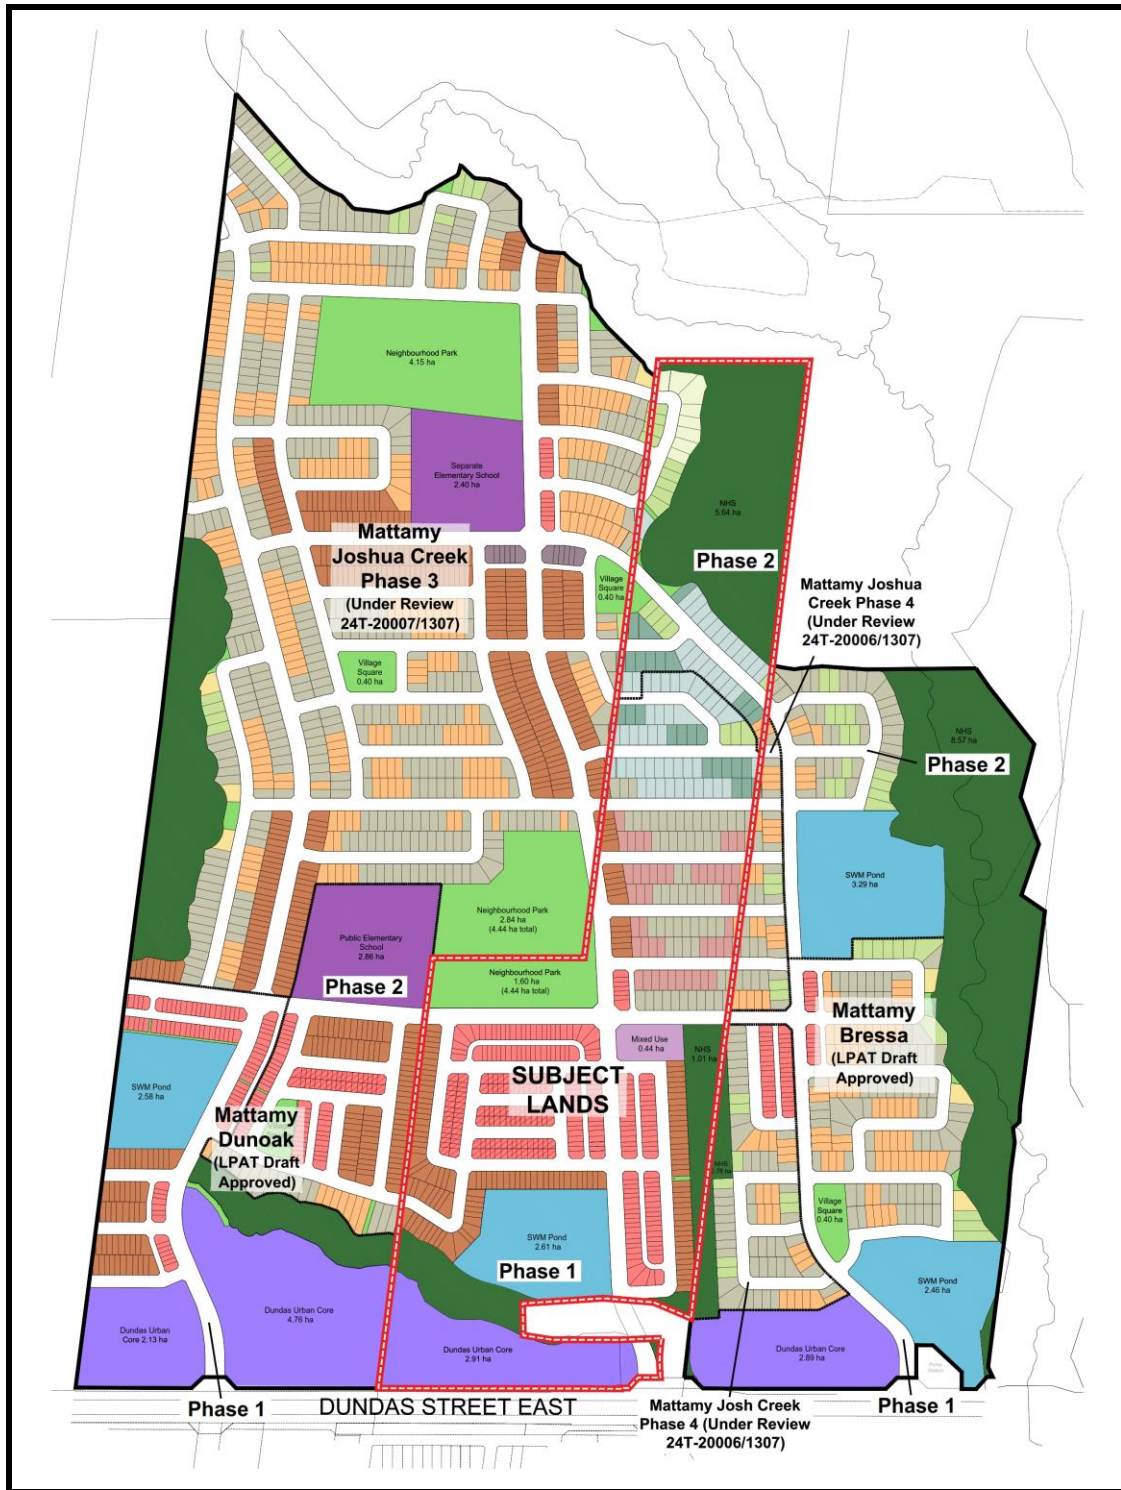 Neighbourhood Park
4.15 ha
Separate
Elementary School
2.40 ha
NHS
5.64 ha
Phase 2
Mattamy
Joshua Creek
Phase 3
(Under Review
24T-20007/1307)
Village
Square
0.40 ha
Mattamy Joshua
Creek Phase 4
(Under Review
24T-20006/1307)
Village
Square
0.40 ha
NHS
8.57 ha
Phase 2
SWM Pond
3.29 ha
Neighbourhood Park
2.84 ha
(4.44 ha total)
Public Elementary
School
2.86 ha
Phase 2
Neighbourhood Park
1.60 ha
(4.44 ha total)
Mattamy
Bressa
(LPAT Draft
Approved)
Mixed Use
0.44 ha
NHS
1.01 ha
SUBJECT
LANDS
SWM Pond
2.58 ha
Mattamy
Dunoak
(LPAT Draft
Approved)
NHS
Village
Square
0.40 ha
SWM Pond
2.61 ha
Phase 1
SWM Pond
2.46 ha
Dundas Urban Core
4.76 ha
Dundas Urban
Core 2.13 ha
Dundas Urban Core
2.91 ha
Dundas Urban Core
2.89 ha
Phase 1
DUNDAS STREET EAST
Mattamy Josh Creek
Phase 4 (Under Review
24T-20006/1307)
Phase 1